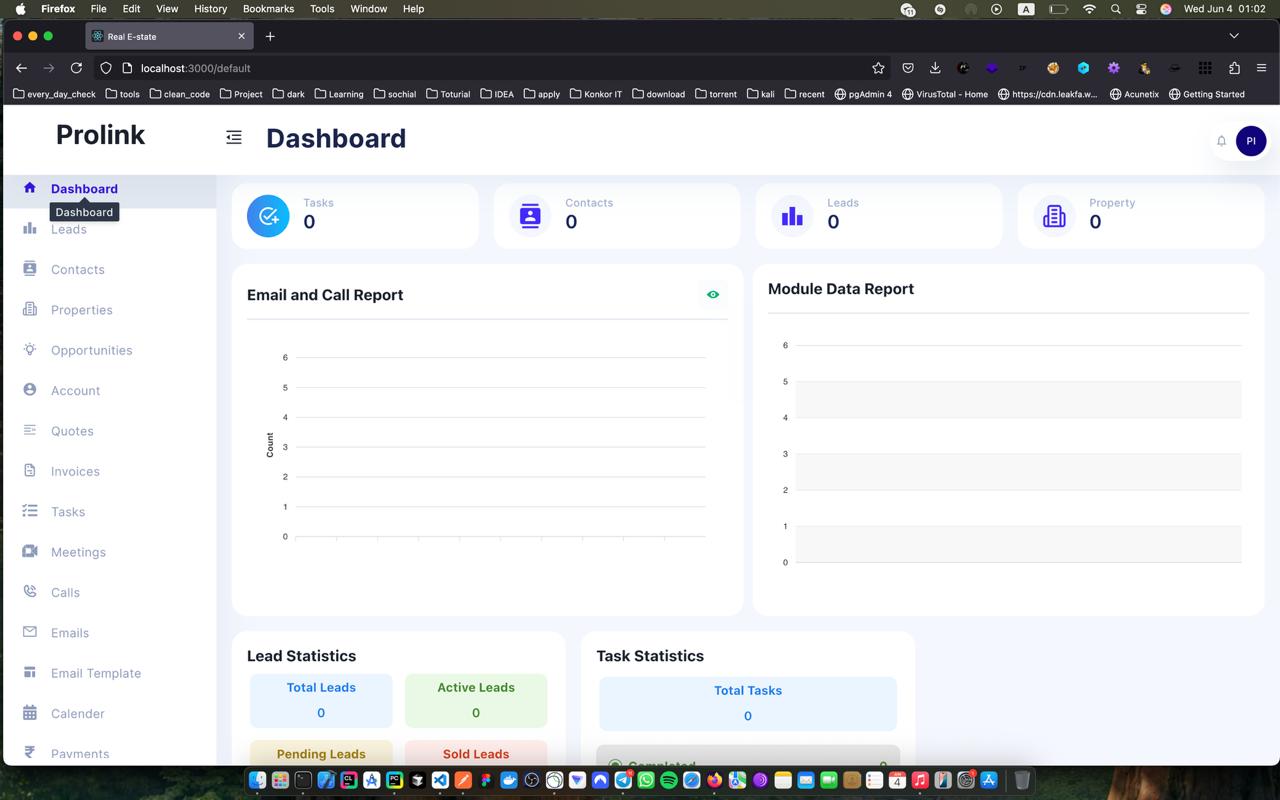 Firefox File Edit View History Bookmarks Tools Window Help
A
Wed Jun 4 01:02
Real E-state
localhost:3000/default
every_day_check tools clean_code Project dark Learning sochial Toturial IDEA apply Konkor IT download torrent kali recent pgAdmin 4 VirusTotal - Home https://cdn.leakfa.w... Acunetix Getting Started
Prolink
Dashboard
PI
Dashboard
Dashboard
Leads
Contacts
Properties
Opportunities
Account
Quotes
Invoices
Tasks
Meetings
Calls
Emails
Email Template
Calender
Payments
Tasks
0
Contacts
0
Leads
0
Property
0
Email and Call Report
Count
6
5
4
3
2
1
0
Module Data Report
6
5
4
3
2
1
0
Lead Statistics
Total Leads
0
Active Leads
0
Pending Leads
Sold Leads
Task Statistics
Total Tasks
0
Completed 0